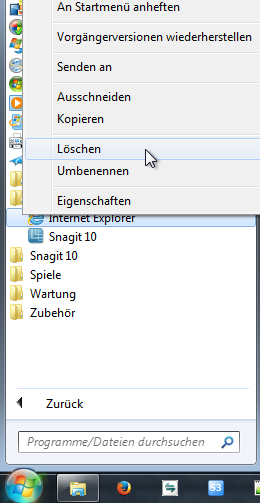 An Startmenü anheften
Vorgängerversionen wiederherstellen
Senden an
Ausschneiden
Kopieren
Löschen
Umbenennen
Eigenschaften
Internet Explorer
Snagit 10
Snagit 10
Spiele
Wartung
Zubehör
Zurück
Programme/Dateien durchsuchen
S3